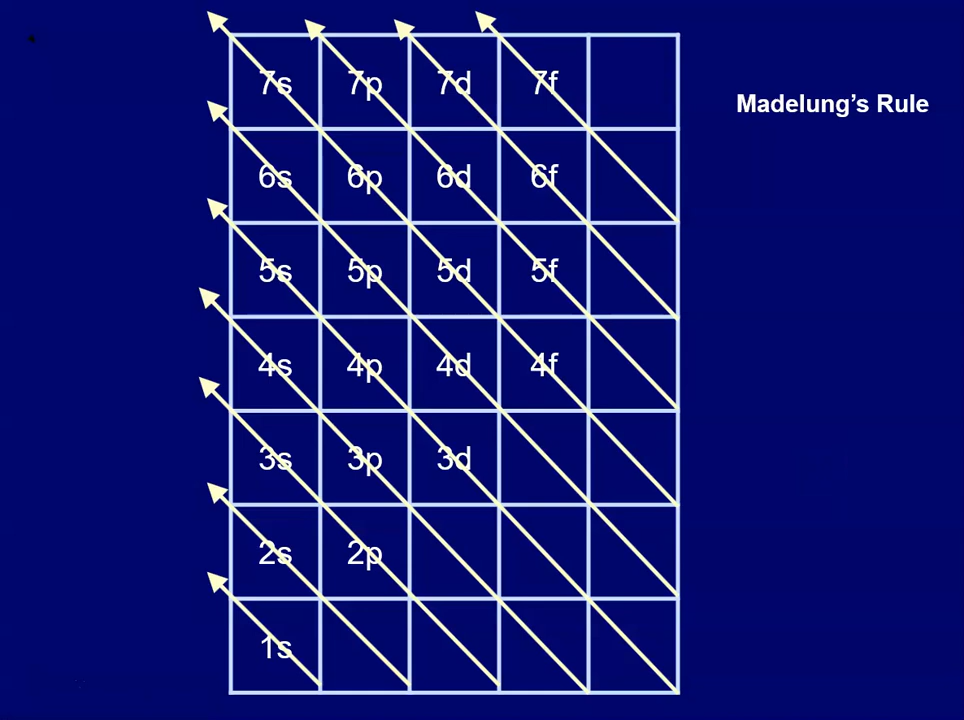 Madelung’s Rule
7s 7p 7d 7f
6s 6p 6d 6f
5s 5p 5d 5f
4s 4p 4d 4f
3s 3p 3d
2s 2p
1s